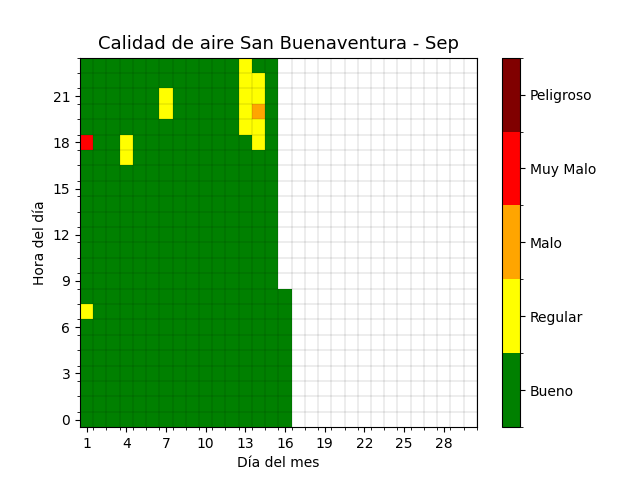 Calidad de aire San Buenaventura - Sep
Hora del día
21
18
15
12
9
6
3
0
1 4 7 10 13 16 19 22 25 28
Día del mes
Peligroso
Muy Malo
Malo
Regular
Bueno